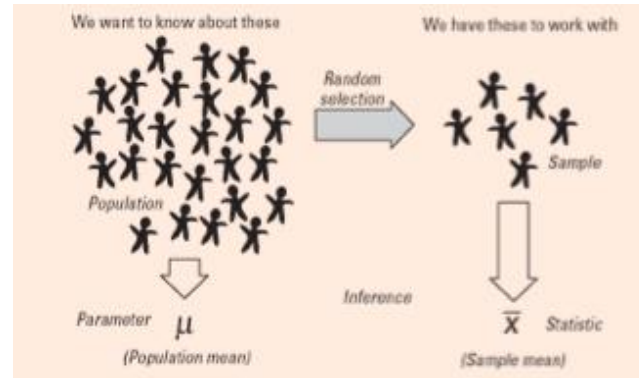 We want to know about these
We have these to work with
Random
selection
Population
Sample
Inference
Parameter μ
x̄ Statistic
(Population mean)
(Sample mean)